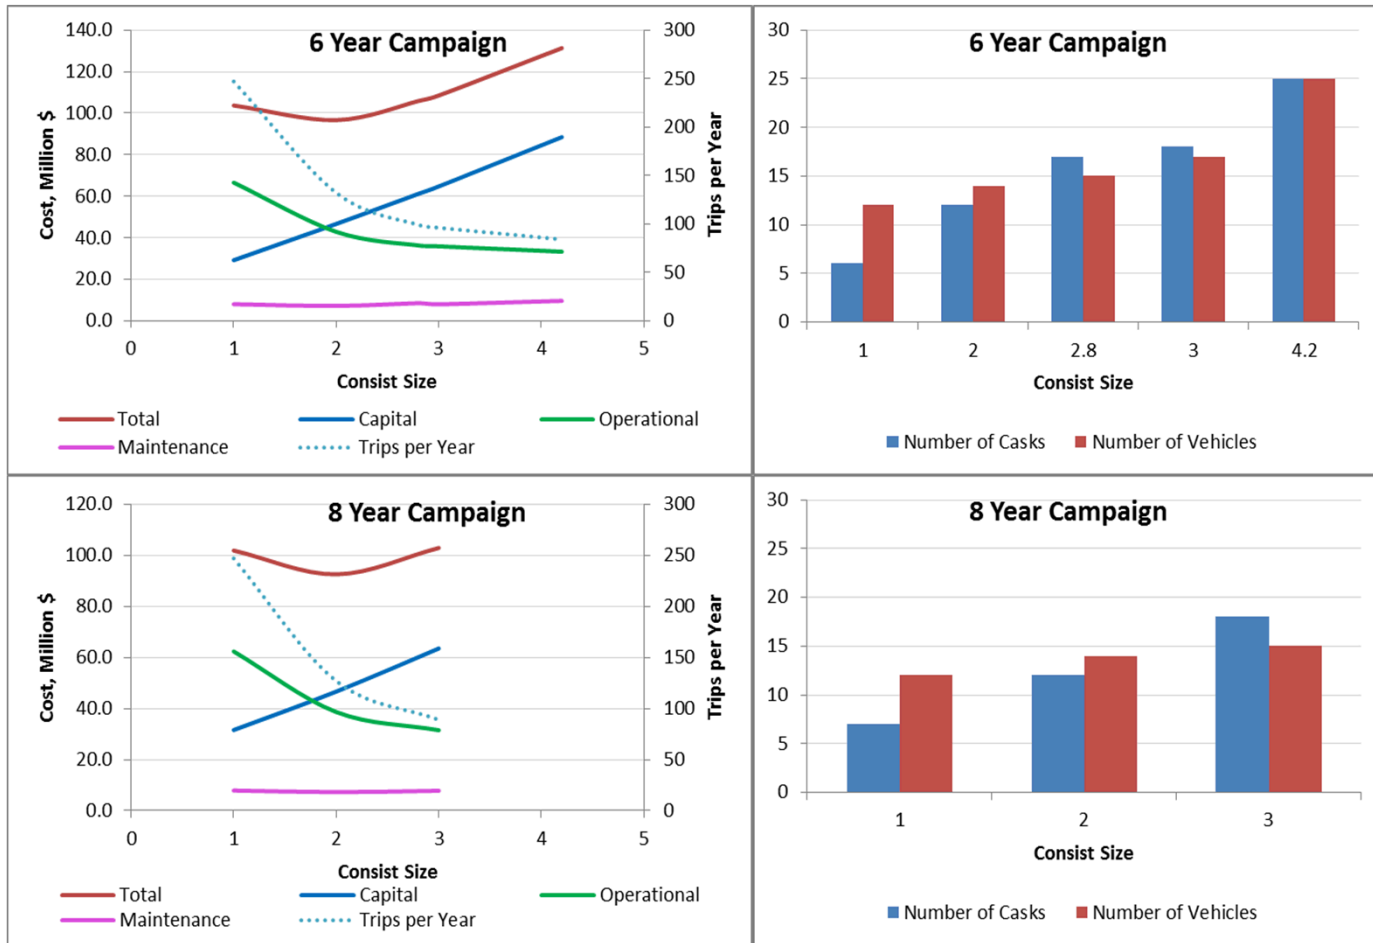 6 Year Campaign
140.0
120.0
100.0
80.0
60.0
40.0
20.0
0.0
Cost, Million $
300
250
200
150
100
50
0
Trips per Year
0 1 2 3 4 5
Consist Size
Total Capital Operational
Maintenance Trips per Year
6 Year Campaign
30
25
20
15
10
5
0
1 2 2.8 3 4.2
Consist Size
Number of Casks Number of Vehicles
8 Year Campaign
120.0
100.0
80.0
60.0
40.0
20.0
0.0
Cost, Million $
300
250
200
150
100
50
0
Trips per Year
0 1 2 3 4 5
Consist Size
Total Capital Operational
Maintenance Trips per Year
8 Year Campaign
30
25
20
15
10
5
0
1 2 3
Consist Size
Number of Casks Number of Vehicles